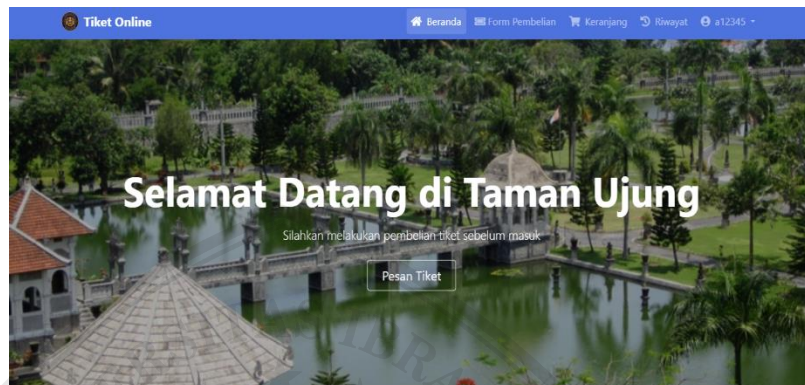 Tiket Online
Beranda Form Pembelian Keranjang Riwayat a12345
Selamat Datang di Taman Ujung
Silahkan melakukan pembelian tiket sebelum masuk
Pesan Tiket